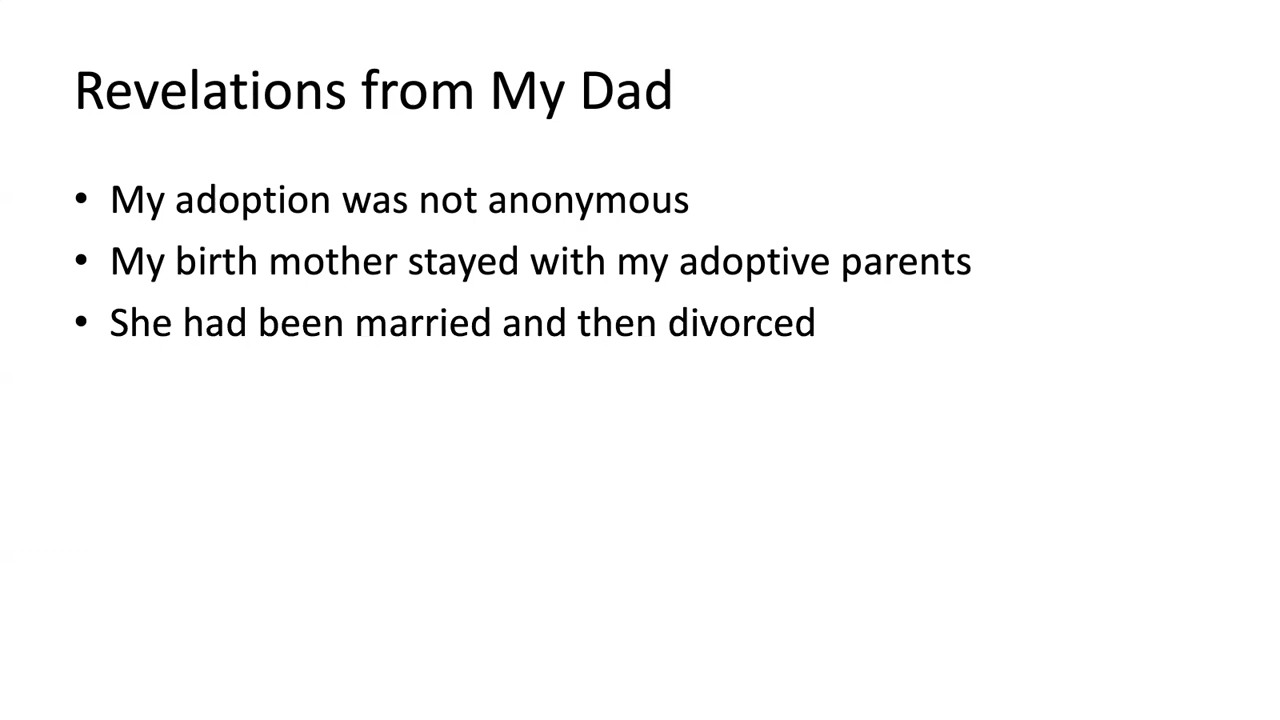 Revelations from My Dad
• My adoption was not anonymous
• My birth mother stayed with my adoptive parents
• She had been married and then divorced